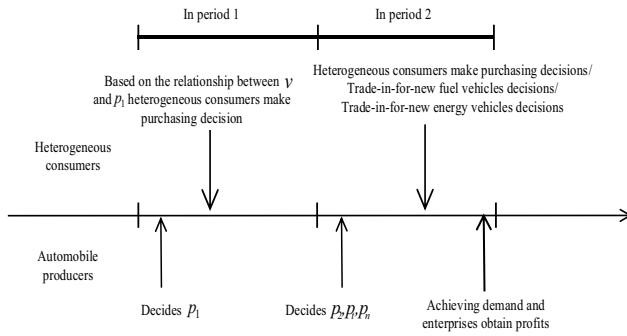 In period 1
In period 2
Based on the relationship between v
and p1 heterogeneous consumers make
purchasing decision
Heterogeneous consumers make purchasing decisions/
Trade-in-for-new fuel vehicles decisions/
Trade-in-for-new energy vehicles decisions
Heterogeneous
consumers
Automobile
producers
Decides p1
Decides p2,pt,pn
Achieving demand and
enterprises obtain profits